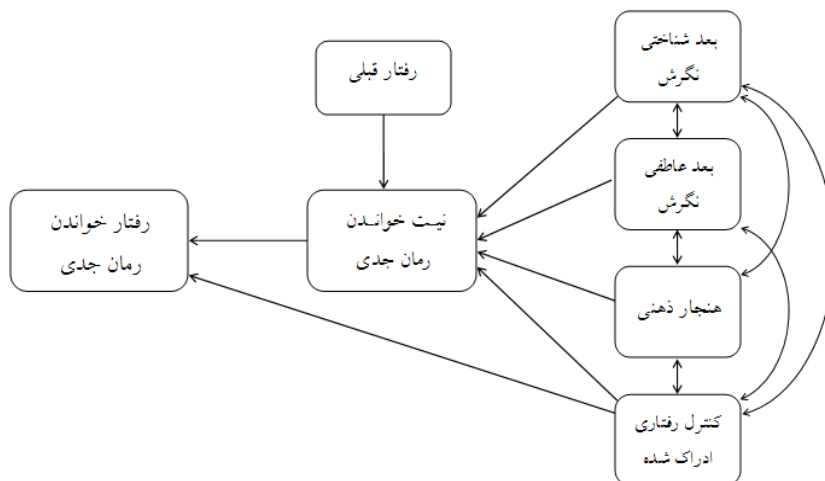 بعد شناختی
نگرش
رفتار قبلی
بعد عاطفی
نگرش
نیت خواندن
رمان جدی
رفتار خواندن
رمان جدی
هنجار ذهنی
کنترل رفتاری
ادراک شده